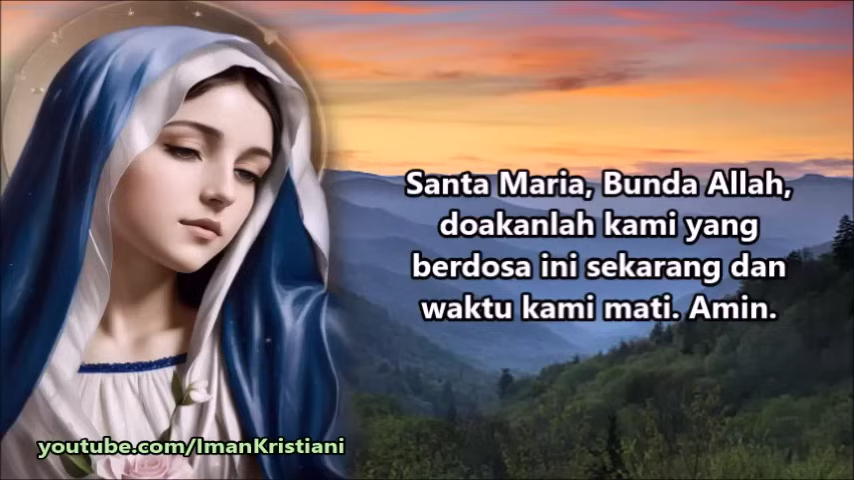 Santa Maria, Bunda Allah,
doakanlah kami yang
berdosa ini sekarang dan
waktu kami mati. Amin.
youtube.com/ImanKristiani